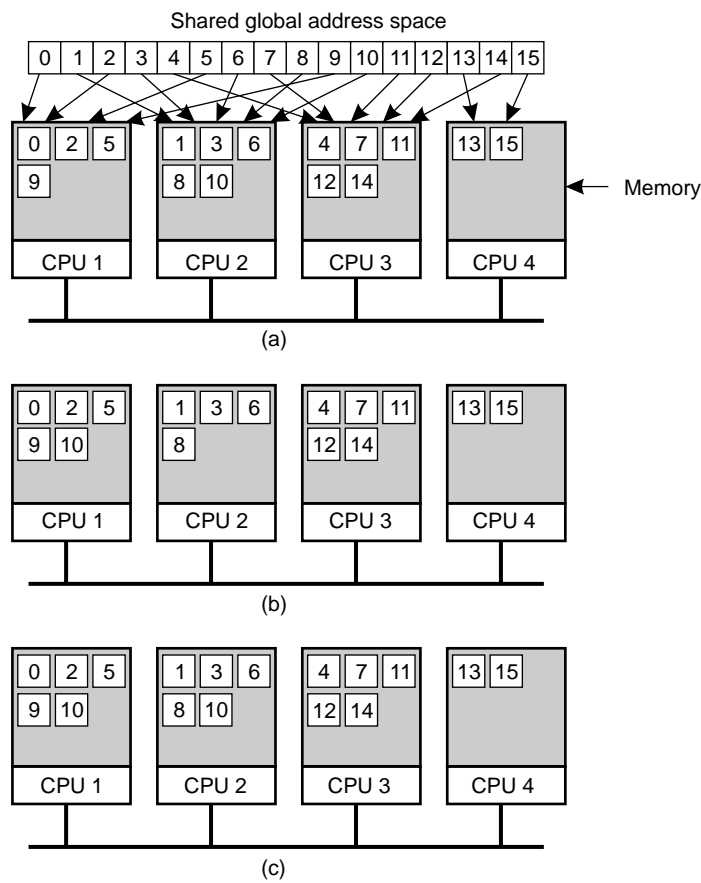 Shared global address space
0 1 2 3 4 5 6 7 8 9 10 11 12 13 14 15
0 2 5 1 3 6 4 7 11 13 15
9 8 10 12 14
Memory
CPU 1 CPU 2 CPU 3 CPU 4
(a)
0 2 5 1 3 6 4 7 11 13 15
9 10 8 12 14
CPU 1 CPU 2 CPU 3 CPU 4
(b)
0 2 5 1 3 6 4 7 11 13 15
9 10 8 10 12 14
CPU 1 CPU 2 CPU 3 CPU 4
(c)